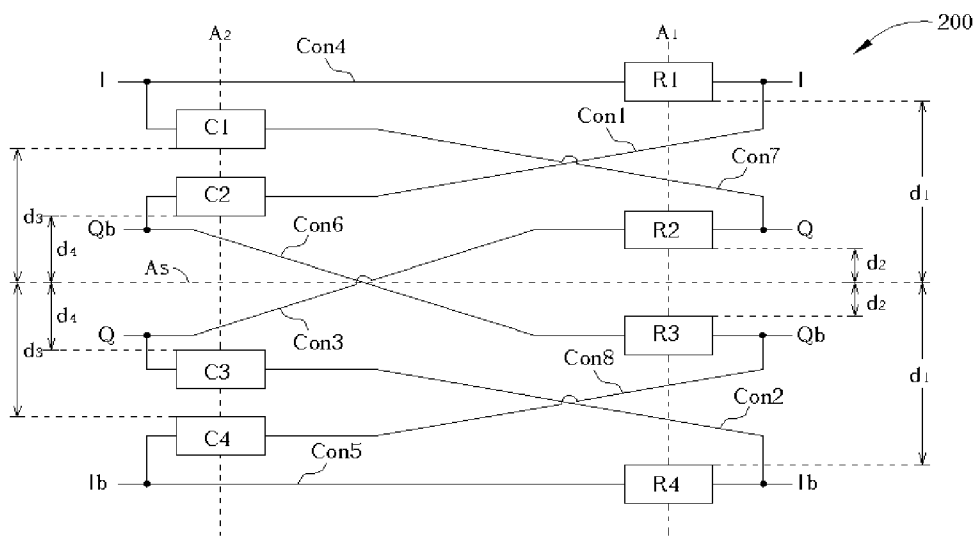 200
A2
A1
Con4
I
R1
I
C1
Con1
Con7
d3
C2
d1
Qb
d4
Con6
R2
Q
d2
As
d4
d2
Q
Con3
R3
Qb
d3
C3
Con8
d1
Con2
C4
Con5
Ib
R4
Ib